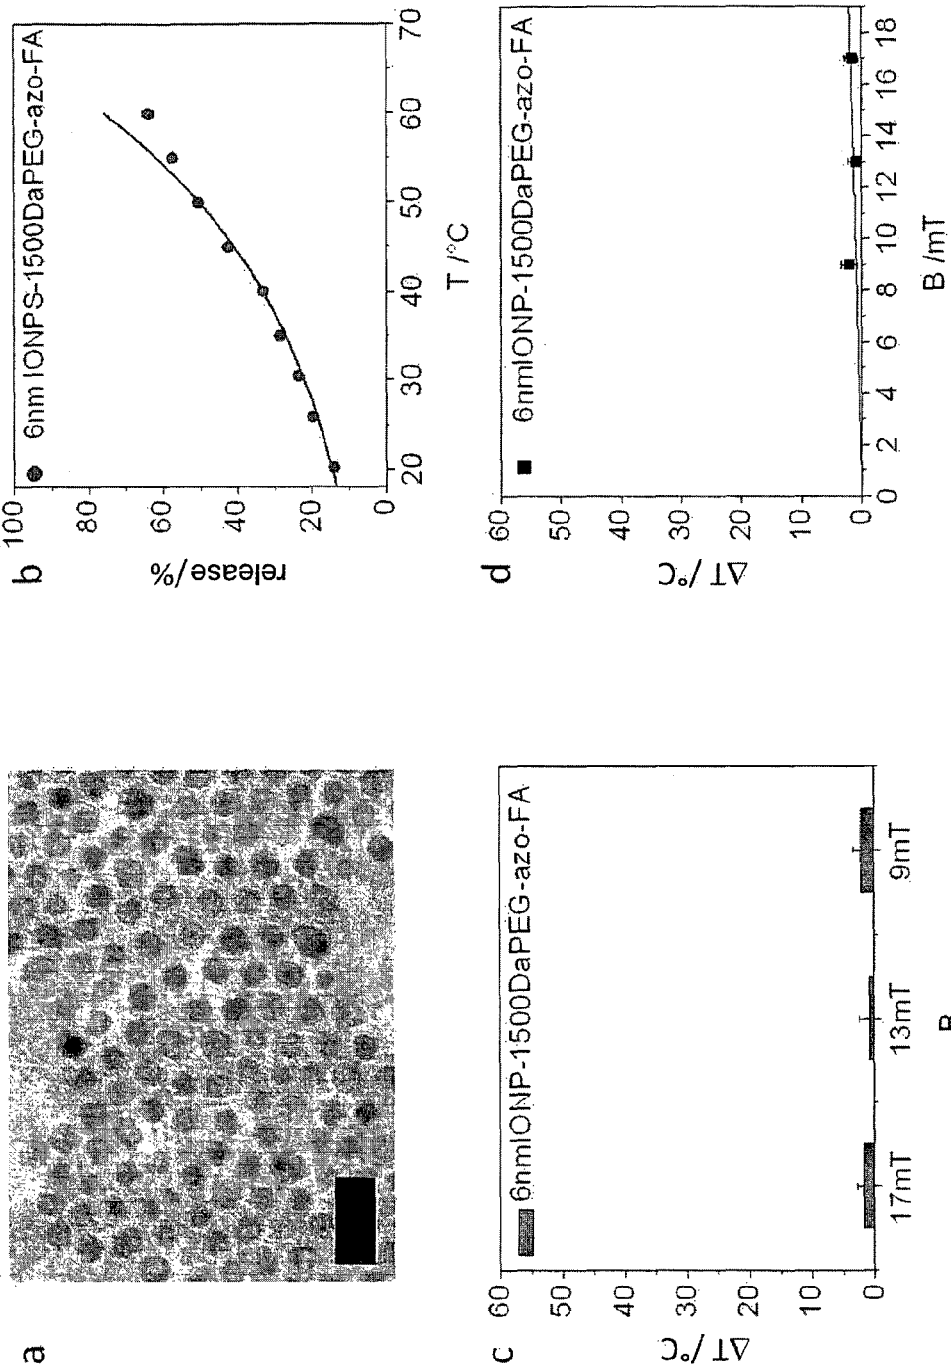 a
b
6nm IONPS-1500DaPEG-azo-FA
100
80
60
40
20
0
release/%
20
30
40
50
60
70
T /°C
c
6nmIONP-1500DaPEG-azo-FA
60
50
40
30
20
10
0
ΔT/°C
17mT
13mT
9mT
B
d
6nmIONP-1500DaPEG-azo-FA
60
50
40
30
20
10
0
ΔT/°C
0
2
4
6
8
10
12
14
16
18
B /mT